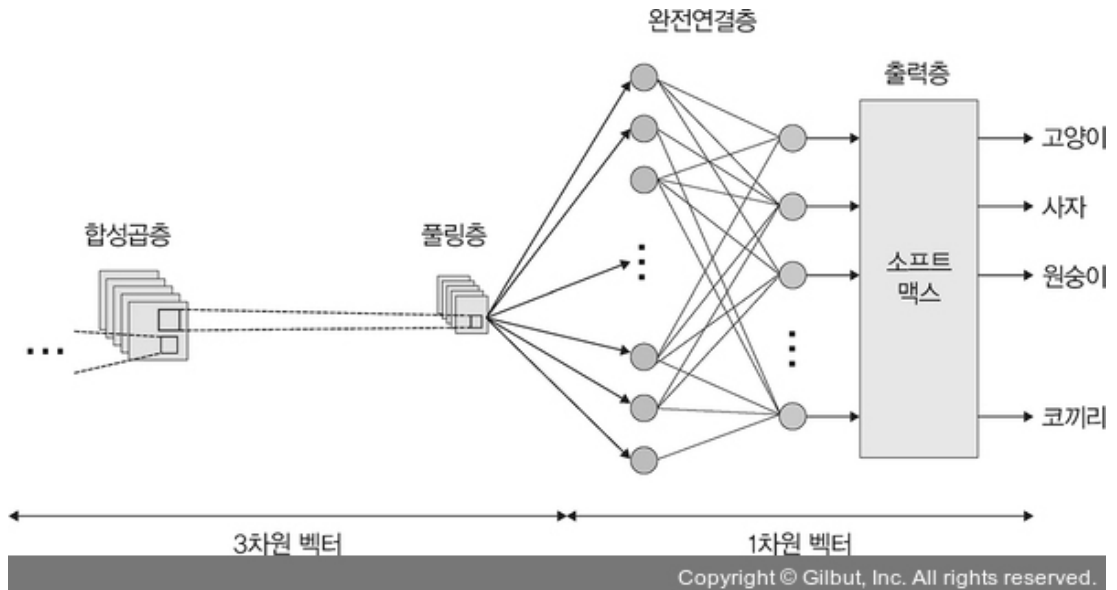 완전연결층
출력층
고양이
사자
합성곱층
풀링층
소프트
맥스
원숭이
코끼리
3차원 벡터
1차원 벡터
Copyright © Gilbut, Inc. All rights reserved.